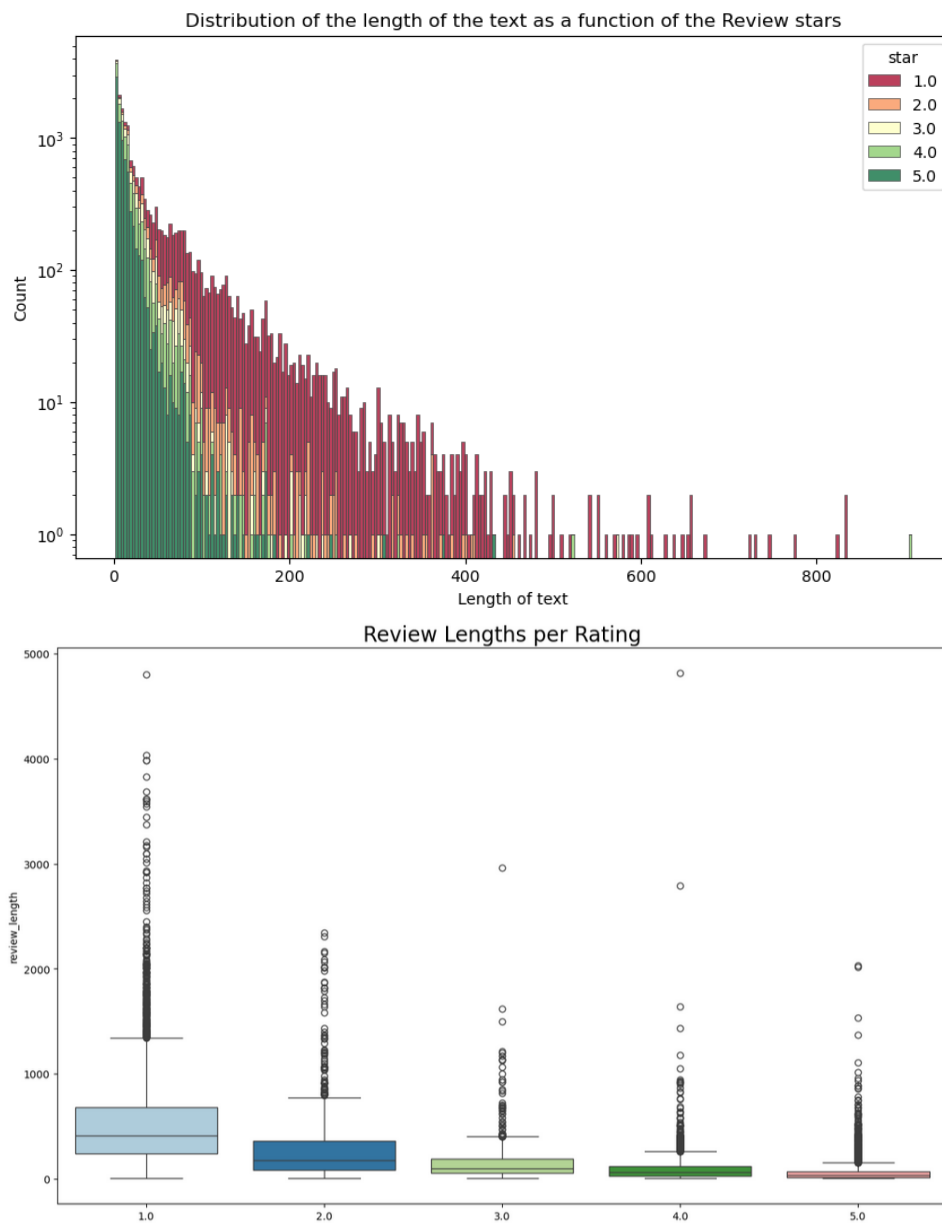 Distribution of the length of the text as a function of the Review stars
star
1.0
2.0
3.0
4.0
5.0
10³
10²
10¹
10⁰
Count
0 200 400 600 800
Length of text
Review Lengths per Rating
5000
4000
3000
2000
1000
0
review_length
1.0 2.0 3.0 4.0 5.0